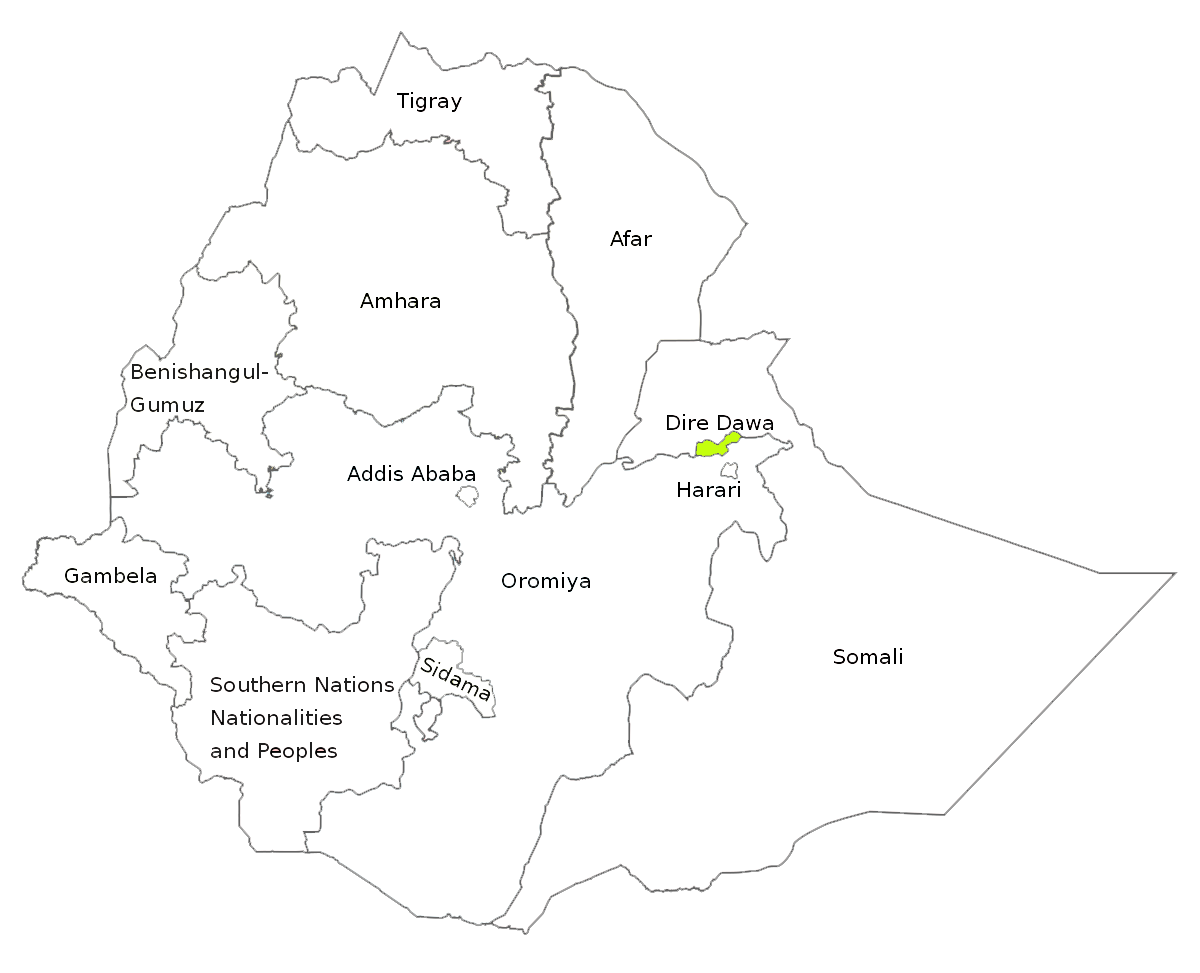 Tigray
Afar
Amhara
Benishangul-
Gumuz
Dire Dawa
Addis Ababa
Harari
Gambela
Oromiya
Somali
Sidama
Southern Nations
Nationalities
and Peoples